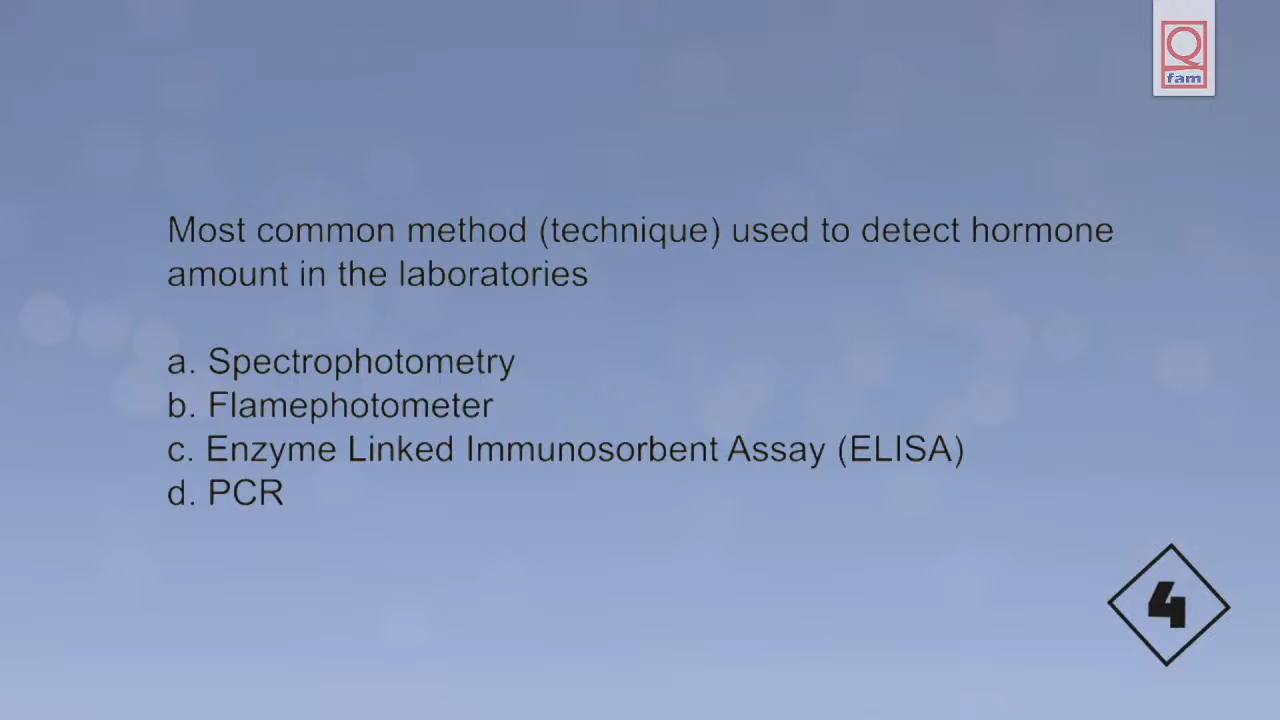 Q
fam
Most common method (technique) used to detect hormone
amount in the laboratories
a. Spectrophotometry
b. Flamephotometer
c. Enzyme Linked Immunosorbent Assay (ELISA)
d. PCR
4